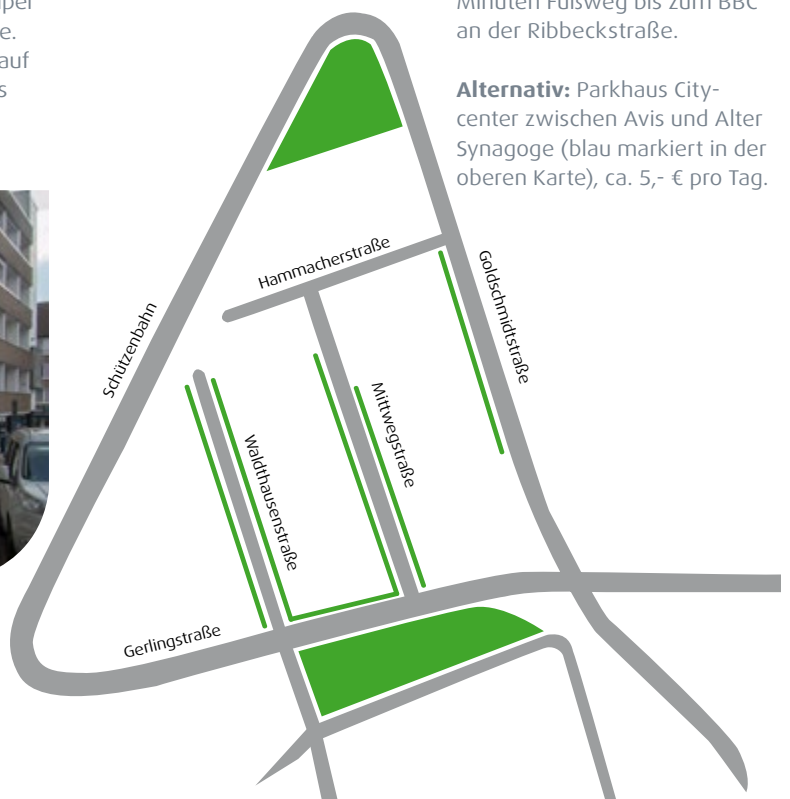 e.
auf
s
Minuten Fußweg bis zum BBC
an der Ribbeckstraße.
Alternativ: Parkhaus City-
center zwischen Avis und Alter
Synagoge (blau markiert in der
oberen Karte), ca. 5,- € pro Tag.
Hammacherstraße
Goldschmidtstraße
Schützenbahn
Mittwegstraße
Waldthausenstraße
Gerlingstraße